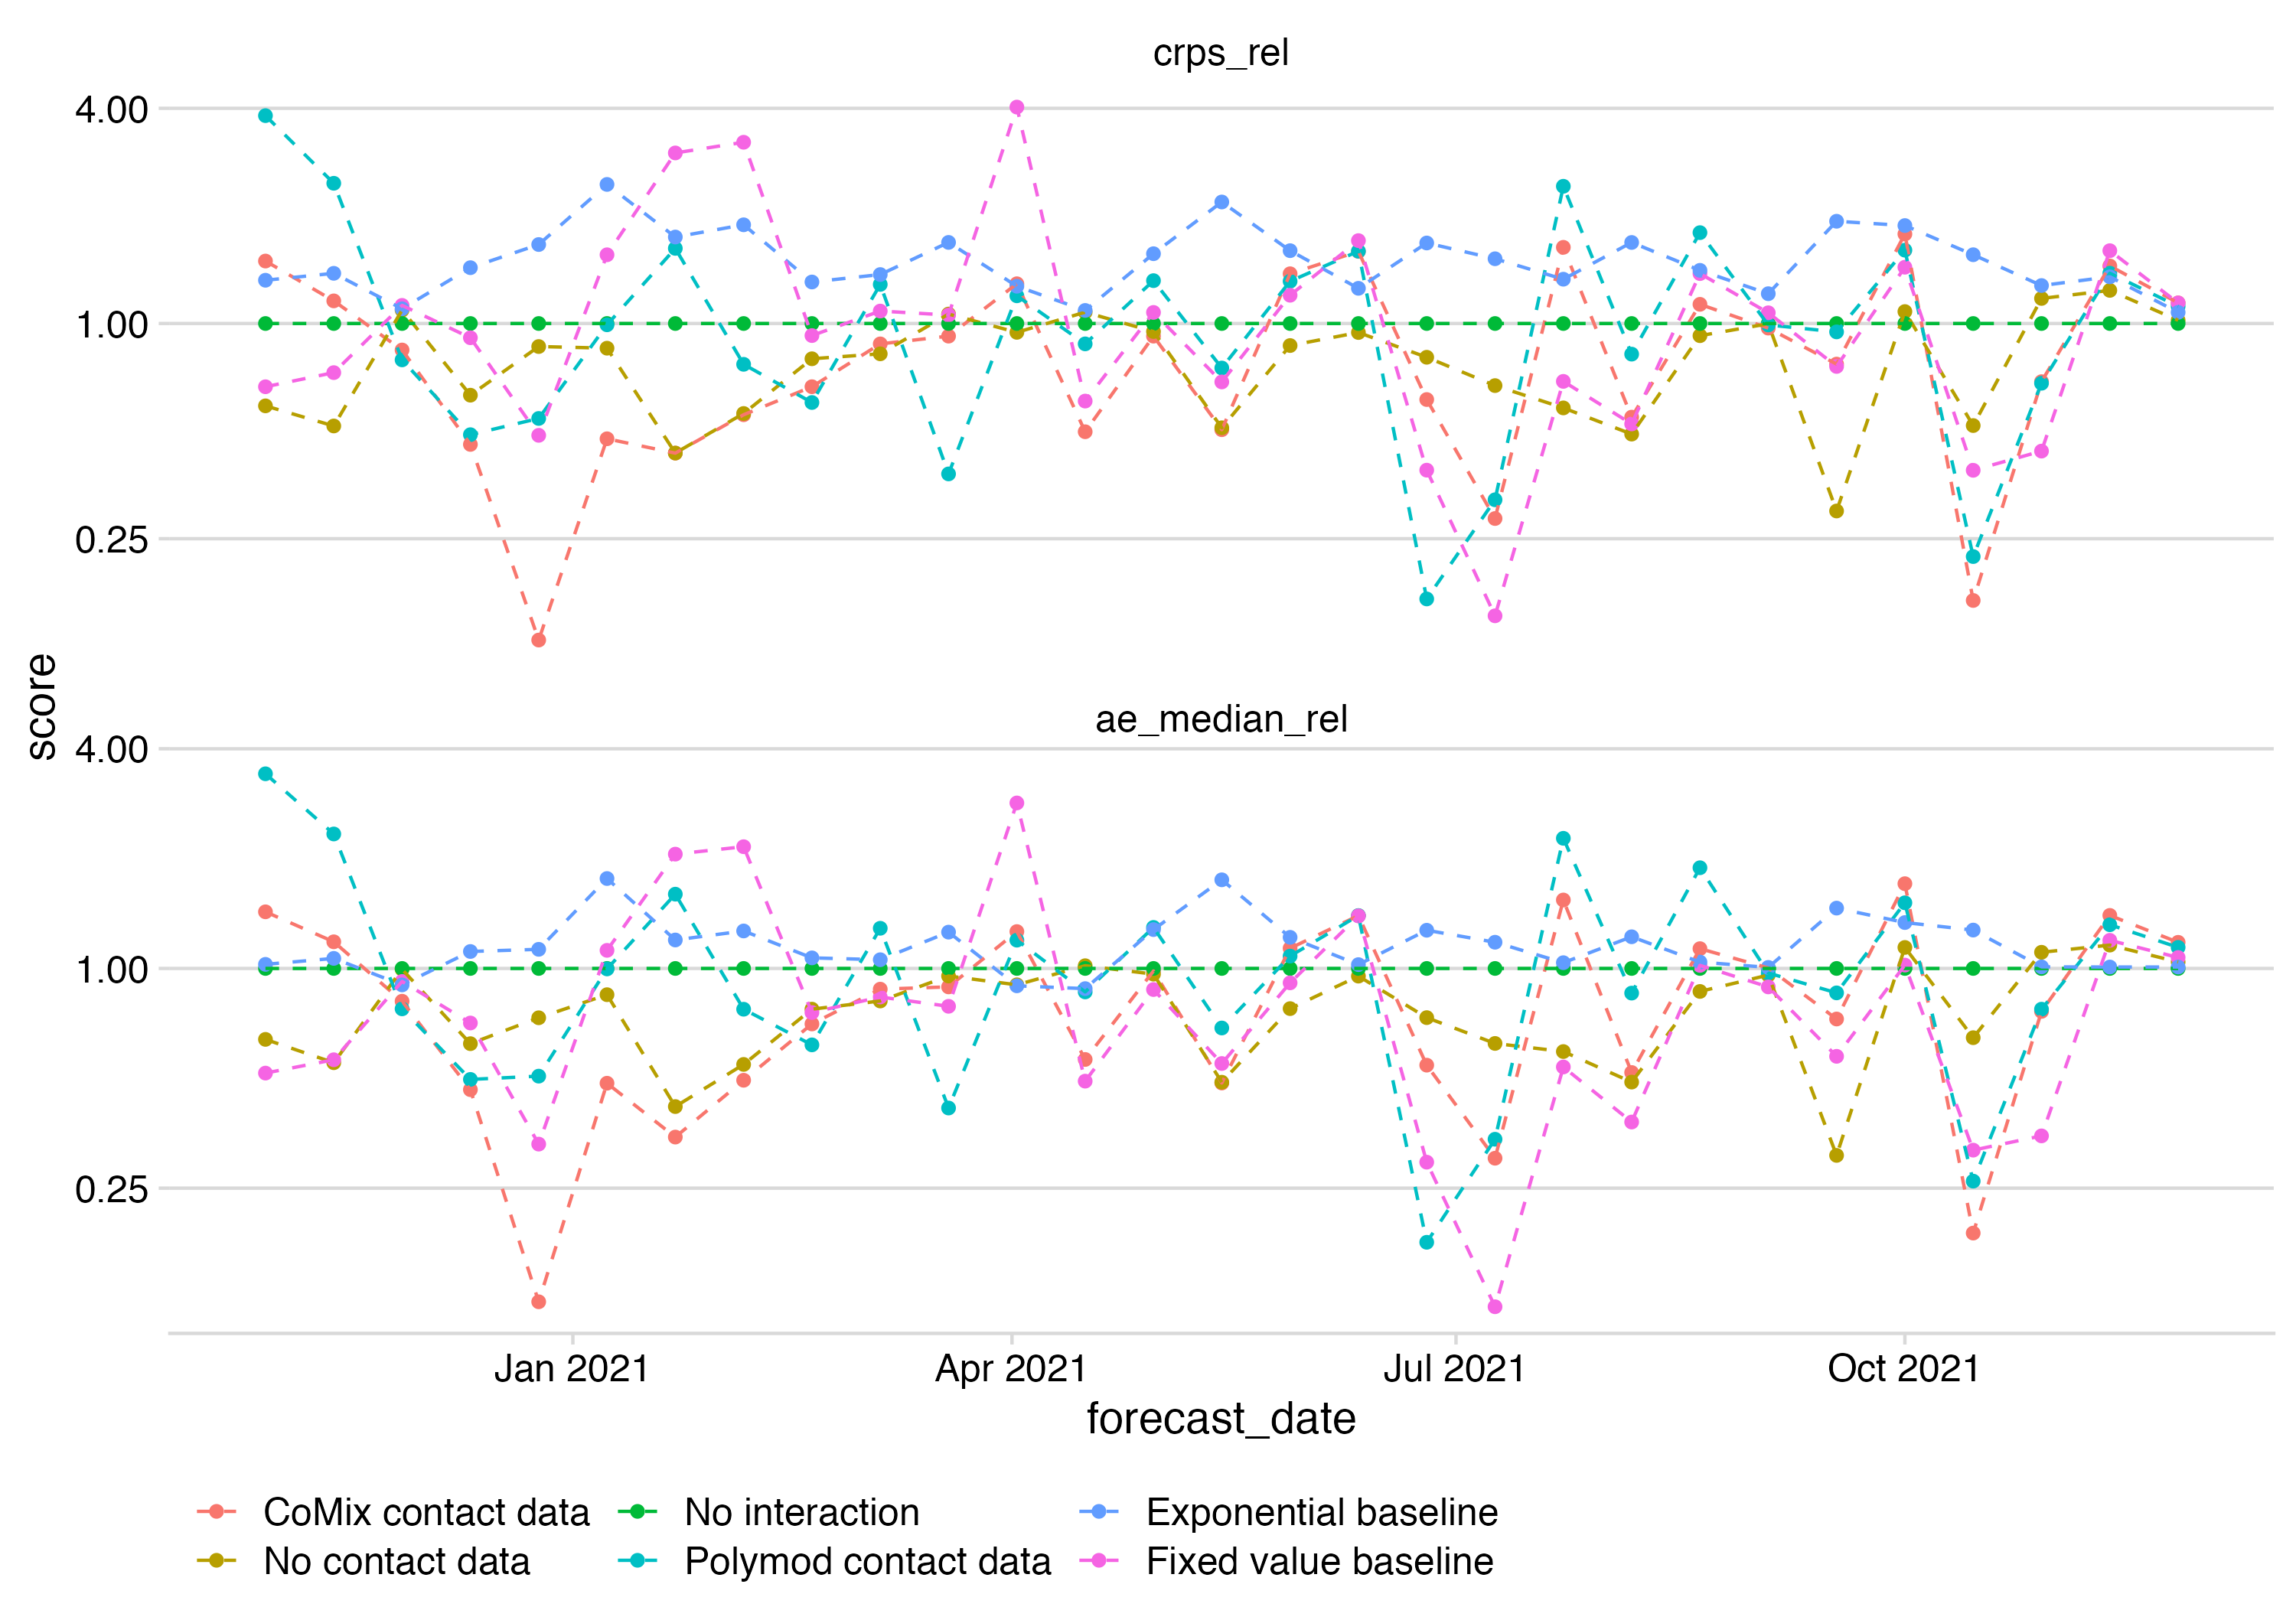 crps_rel
4.00
1.00
0.25
score
ae_median_rel
4.00
1.00
0.25
Jan 2021 Apr 2021 Jul 2021 Oct 2021
forecast_date
CoMix contact data No interaction Exponential baseline
No contact data Polymod contact data Fixed value baseline